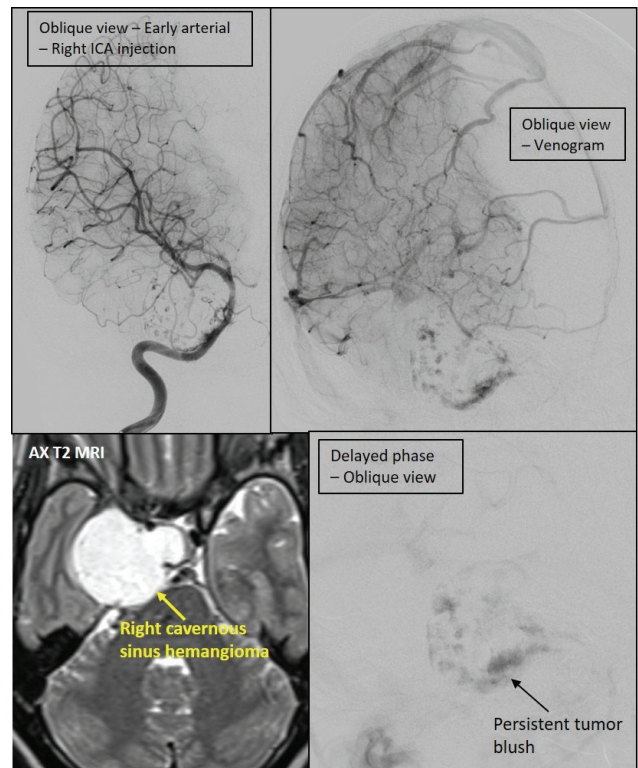 Oblique view – Early arterial
– Right ICA injection
Oblique view
– Venogram
AX T2 MRI
Right cavernous
sinus hemangioma
Delayed phase
– Oblique view
Persistent tumor
blush